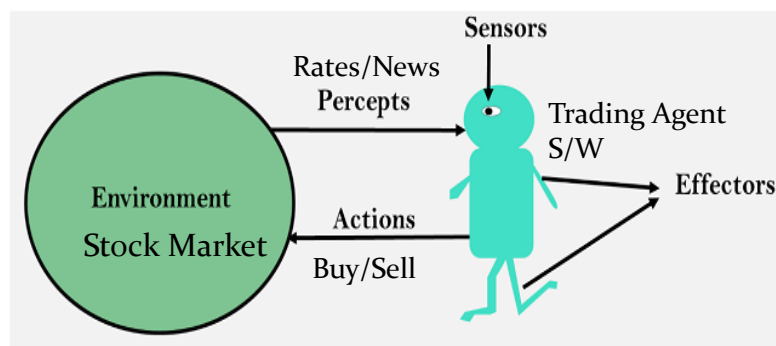 Sensors
Rates/News
Percepts
Trading Agent
S/W
Effectors
Environment
Stock Market
Actions
Buy/Sell